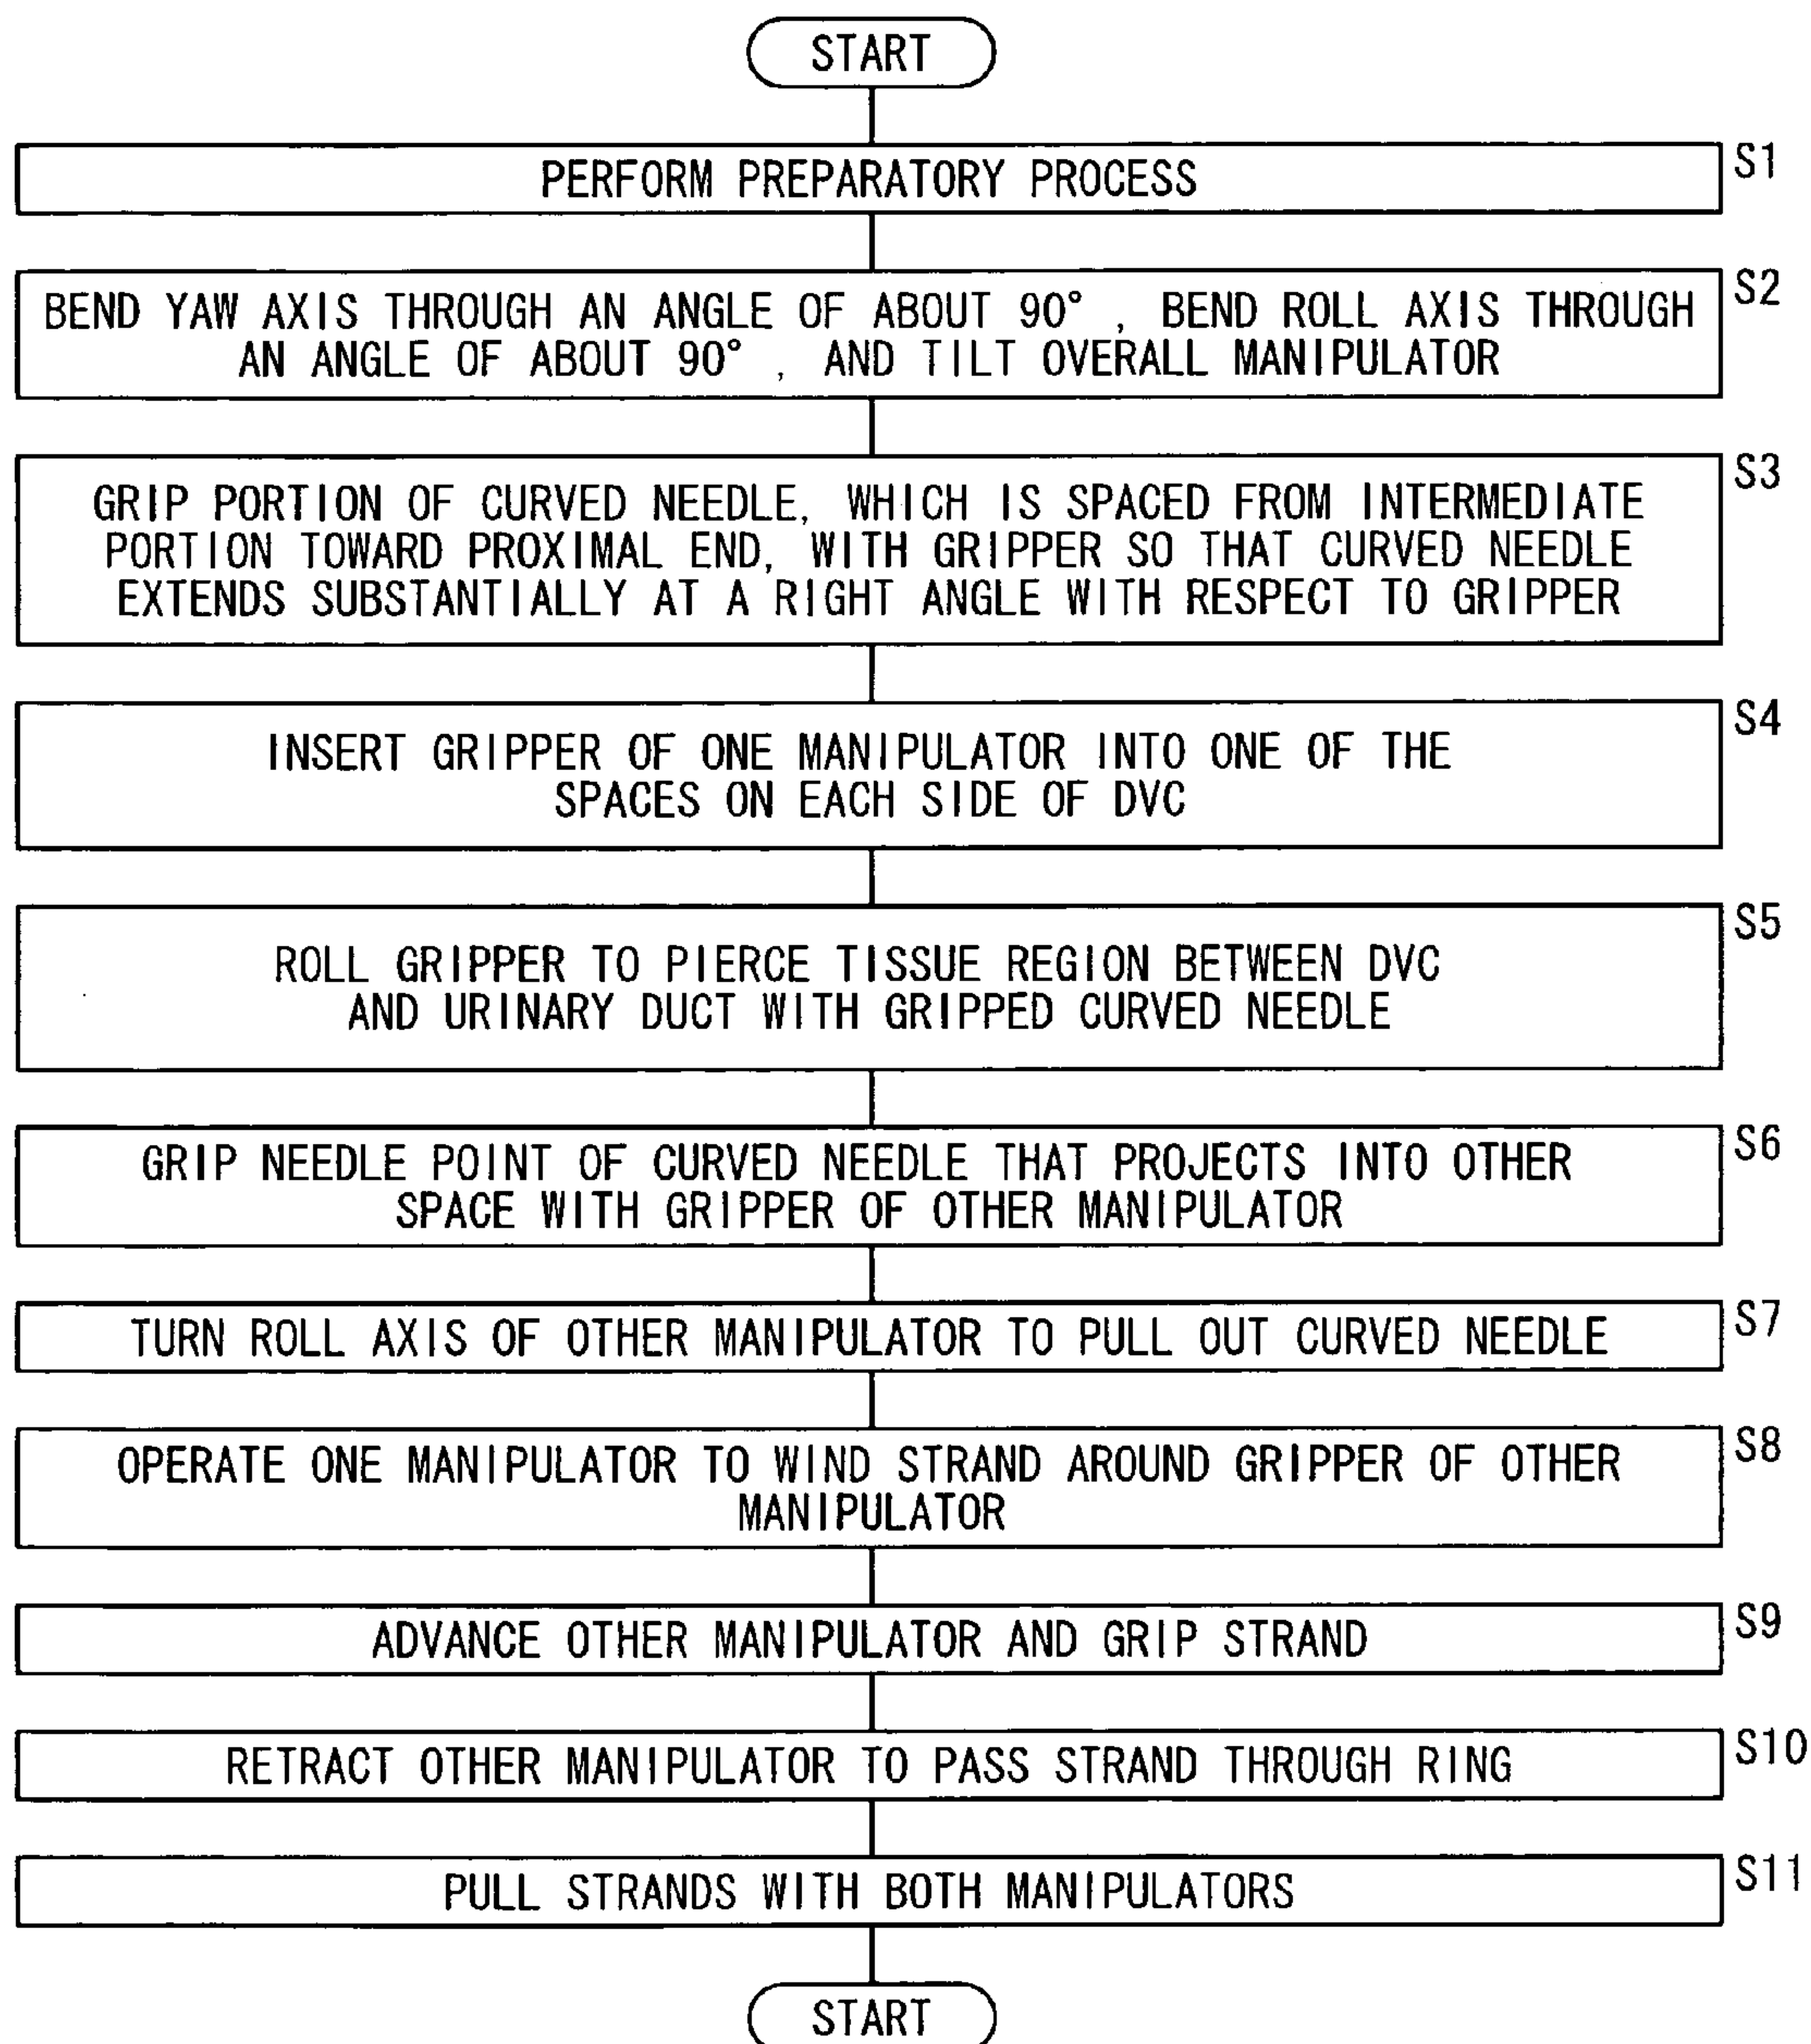 START
PERFORM PREPARATORY PROCESS
S1
BEND YAW AXIS THROUGH AN ANGLE OF ABOUT 90°, BEND ROLL AXIS THROUGH
AN ANGLE OF ABOUT 90°, AND TILT OVERALL MANIPULATOR
S2
GRIP PORTION OF CURVED NEEDLE, WHICH IS SPACED FROM INTERMEDIATE
PORTION TOWARD PROXIMAL END, WITH GRIPPER SO THAT CURVED NEEDLE
EXTENDS SUBSTANTIALLY AT A RIGHT ANGLE WITH RESPECT TO GRIPPER
S3
INSERT GRIPPER OF ONE MANIPULATOR INTO ONE OF THE
SPACES ON EACH SIDE OF DVC
S4
ROLL GRIPPER TO PIERCE TISSUE REGION BETWEEN DVC
AND URINARY DUCT WITH GRIPPED CURVED NEEDLE
S5
GRIP NEEDLE POINT OF CURVED NEEDLE THAT PROJECTS INTO OTHER
SPACE WITH GRIPPER OF OTHER MANIPULATOR
S6
TURN ROLL AXIS OF OTHER MANIPULATOR TO PULL OUT CURVED NEEDLE
S7
OPERATE ONE MANIPULATOR TO WIND STRAND AROUND GRIPPER OF OTHER
MANIPULATOR
S8
ADVANCE OTHER MANIPULATOR AND GRIP STRAND
S9
RETRACT OTHER MANIPULATOR TO PASS STRAND THROUGH RING
S10
PULL STRANDS WITH BOTH MANIPULATORS
S11
START